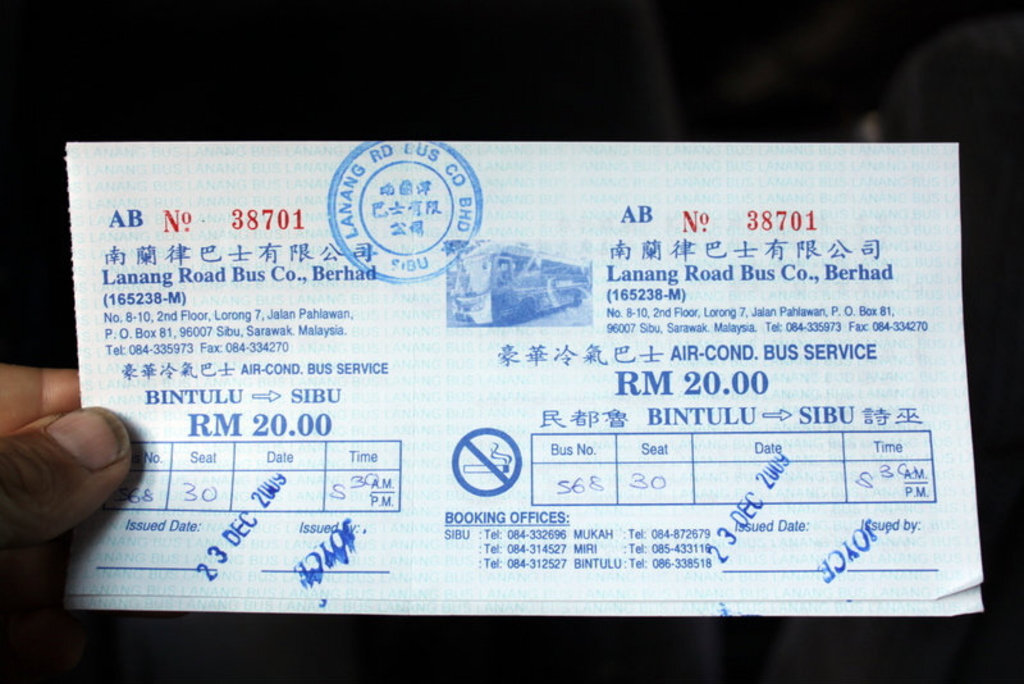 LANANG RD BUS CO BHD
南蘭律
巴士有限
公司
SIBU
AB No 38701
南蘭律巴士有限公司
Lanang Road Bus Co., Berhad
(165238-M)
No. 8-10, 2nd Floor, Lorong 7, Jalan Pahlawan,
P. O. Box 81, 96007 Sibu, Sarawak. Malaysia.
Tel: 084-335973 Fax: 084-334270
豪華冷氣巴士 AIR-COND. BUS SERVICE
BINTULU ⇨ SIBU
RM 20.00
s No. Seat Date Time
568 30 A.M.
P.M.
23 DEC 2009
Issued Date: Issued by:
JOYCE
AB No 38701
南蘭律巴士有限公司
Lanang Road Bus Co., Berhad
(165238-M)
No. 8-10, 2nd Floor, Lorong 7, Jalan Pahlawan, P. O. Box 81,
96007 Sibu, Sarawak. Malaysia. Tel: 084-335973 Fax: 084-334270
豪華冷氣巴士 AIR-COND. BUS SERVICE
RM 20.00
民都魯 BINTULU ⇨ SIBU 詩巫
Bus No. Seat Date Time
568 30 A.M.
P.M.
23 DEC 2009
BOOKING OFFICES:
SIBU : Tel: 084-332696 MUKAH : Tel: 084-872679
: Tel: 084-314527 MIRI : Tel: 085-433116
: Tel: 084-312527 BINTULU : Tel: 086-338518
Issued Date: Issued by:
JOYCE